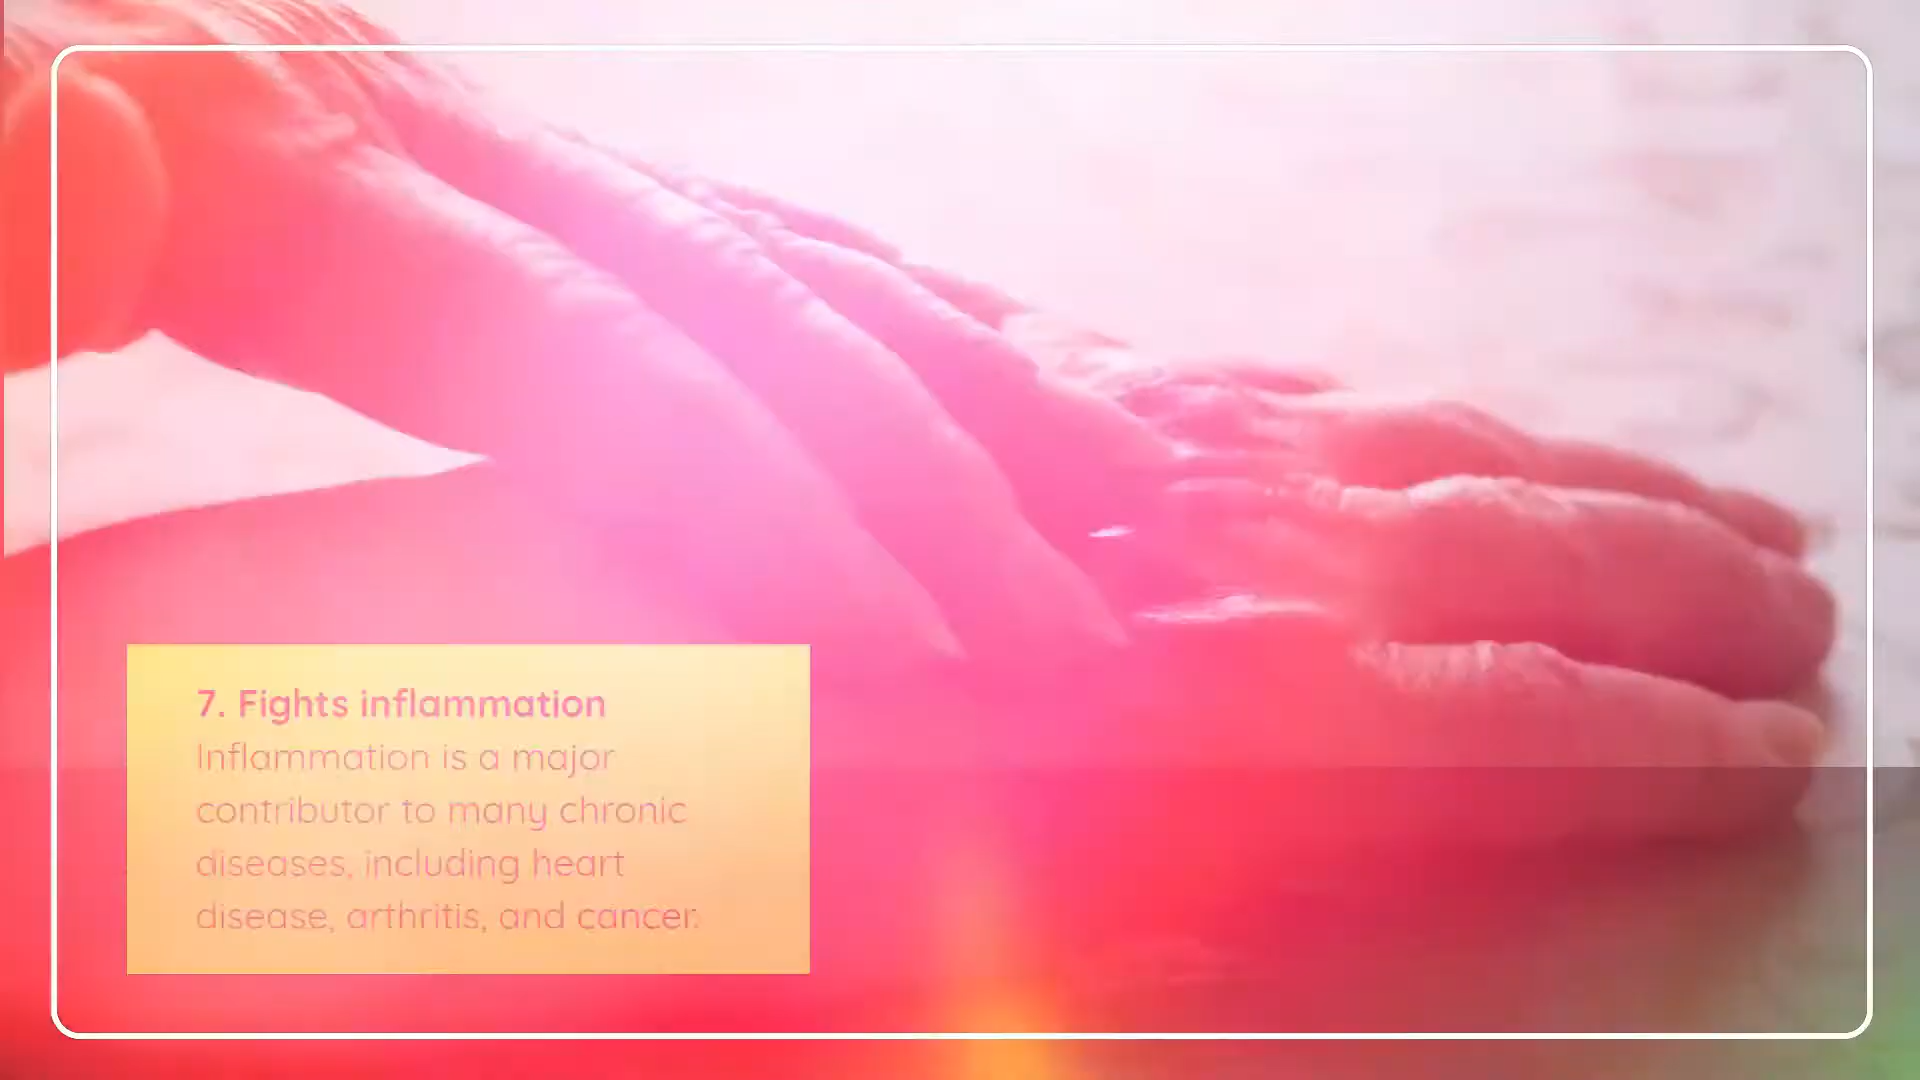 7. Fights inflammation
Inflammation is a major
contributor to many chronic
diseases, including heart
disease, arthritis, and cancer.